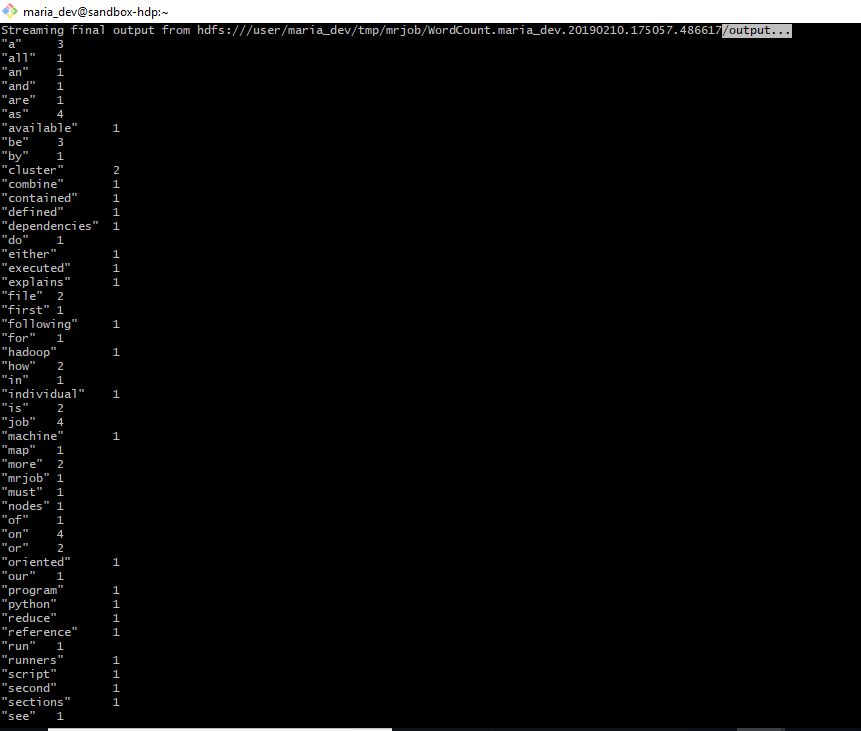 maria_dev@sandbox-hdp:~
Streaming final output from hdfs:///user/maria_dev/tmp/mrjob/WordCount.maria_dev.20190210.175057.486617/output...
"a"	3
"all"	1
"an"	1
"and"	1
"are"	1
"as"	4
"available"	1
"be"	3
"by"	1
"cluster"	2
"combine"	1
"contained"	1
"defined"	1
"dependencies"	1
"do"	1
"either"	1
"executed"	1
"explains"	1
"file"	2
"first"	1
"following"	1
"for"	1
"hadoop"	1
"how"	2
"in"	1
"individual"	1
"is"	2
"job"	4
"machine"	1
"map"	1
"more"	2
"mrjob"	1
"must"	1
"nodes"	1
"of"	1
"on"	4
"or"	2
"oriented"	1
"our"	1
"program"	1
"python"	1
"reduce"	1
"reference"	1
"run"	1
"runners"	1
"script"	1
"second"	1
"sections"	1
"see"	1